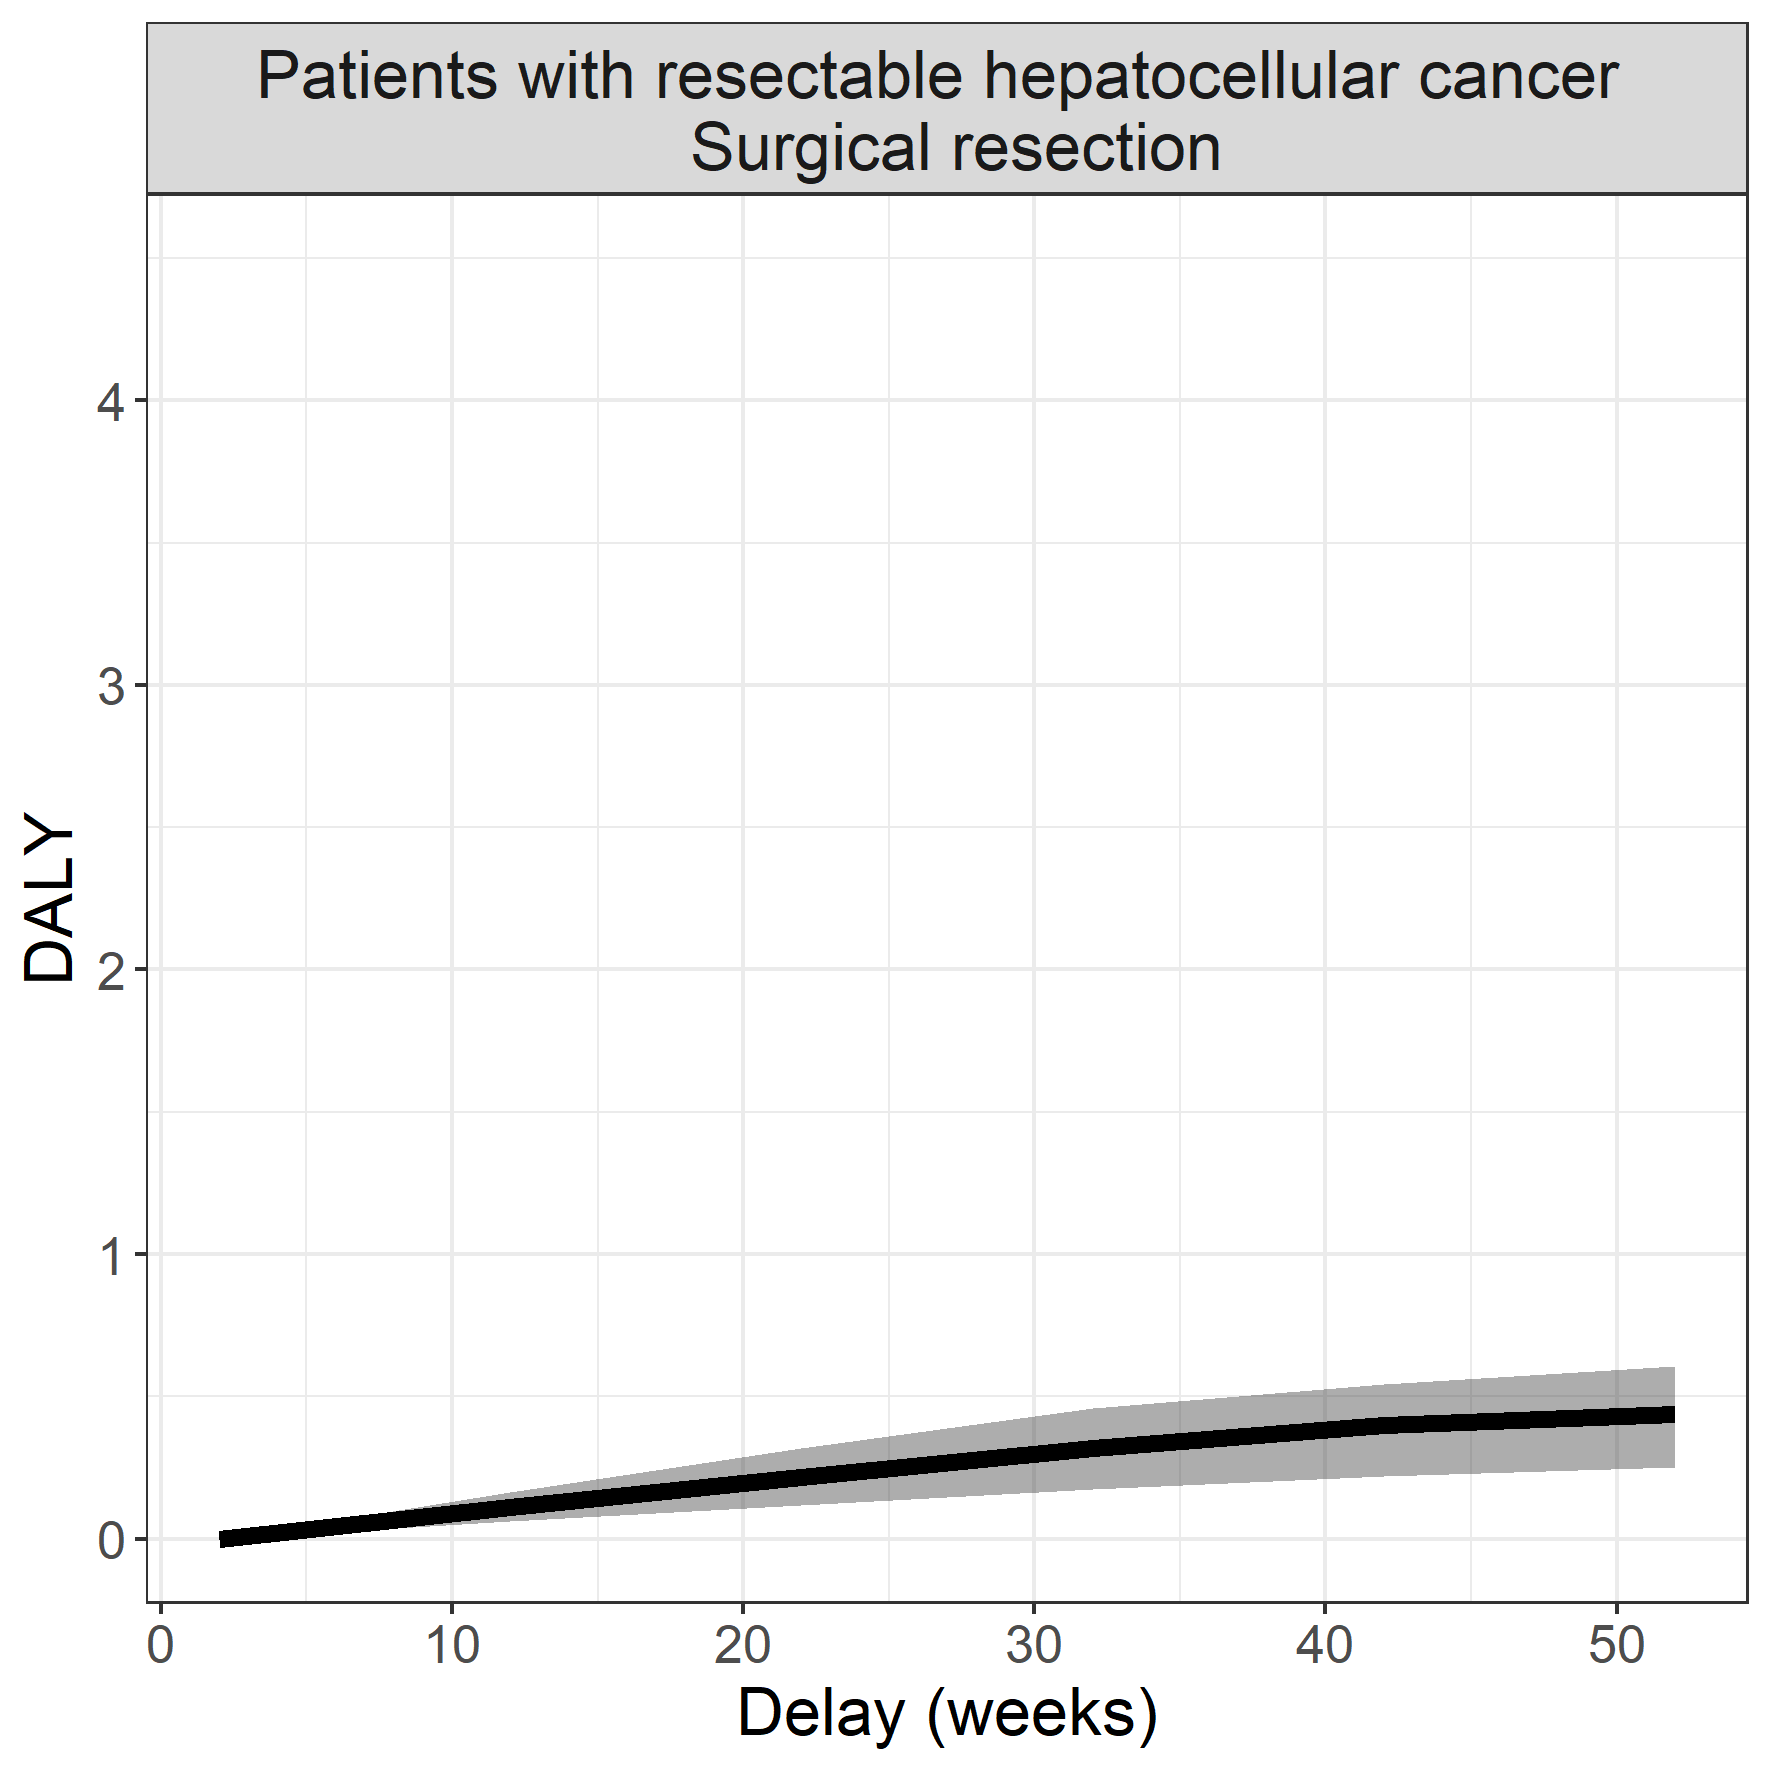 Patients with resectable hepatocellular cancer
Surgical resection
DALY
4
3
2
1
0
0 10 20 30 40 50
Delay (weeks)